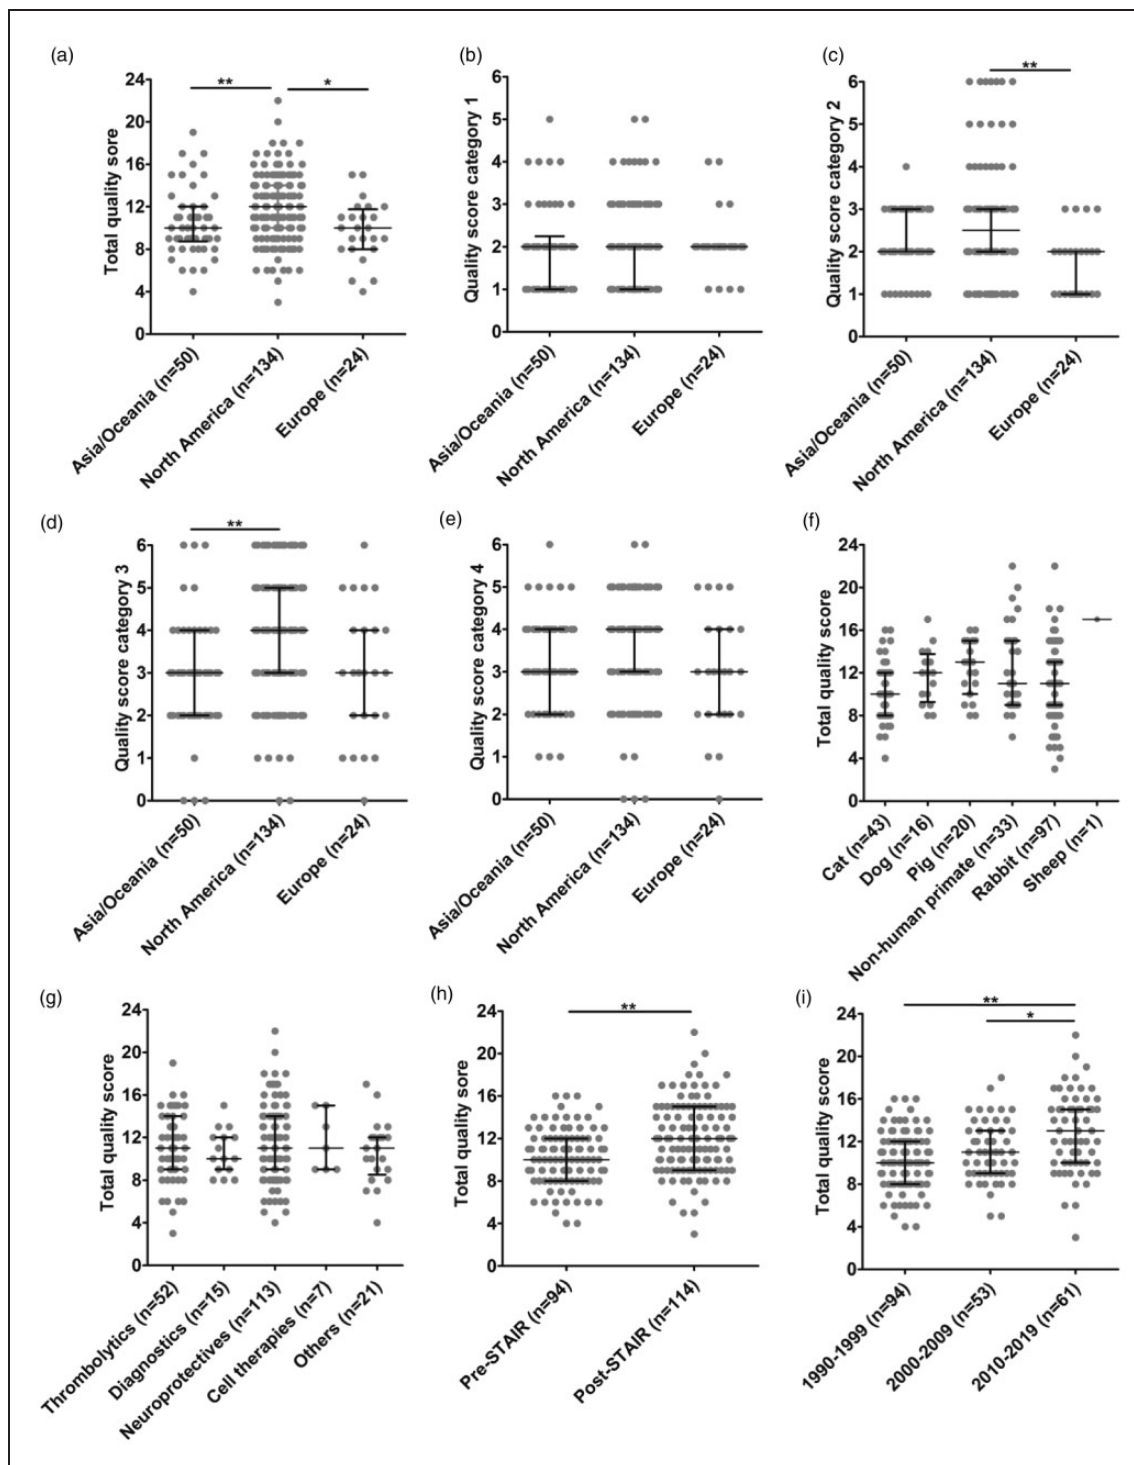 (a)
Total quality sore
24
20
16
12
8
4
0
**
*
Asia/Oceania (n=50)
North America (n=134)
Europe (n=24)
(b)
Quality score category 1
6
5
4
3
2
1
0
Asia/Oceania (n=50)
North America (n=134)
Europe (n=24)
(c)
Quality score category 2
6
5
4
3
2
1
0
**
Asia/Oceania (n=50)
North America (n=134)
Europe (n=24)
(d)
Quality score category 3
6
5
4
3
2
1
0
**
Asia/Oceania (n=50)
North America (n=134)
Europe (n=24)
(e)
Quality score category 4
6
5
4
3
2
1
0
Asia/Oceania (n=50)
North America (n=134)
Europe (n=24)
(f)
Total quality score
24
20
16
12
8
4
0
Cat (n=43)
Dog (n=16)
Pig (n=20)
Non-human primate (n=33)
Rabbit (n=97)
Sheep (n=1)
(g)
Total quality score
24
20
16
12
8
4
0
Thrombolytics (n=52)
Diagnostics (n=15)
Neuroprotectives (n=113)
Cell therapies (n=7)
Others (n=21)
(h)
Total quality sore
24
20
16
12
8
4
0
**
Pre-STAIR (n=94)
Post-STAIR (n=114)
(i)
Total quality score
24
20
16
12
8
4
0
**
*
1990-1999 (n=94)
2000-2009 (n=53)
2010-2019 (n=61)